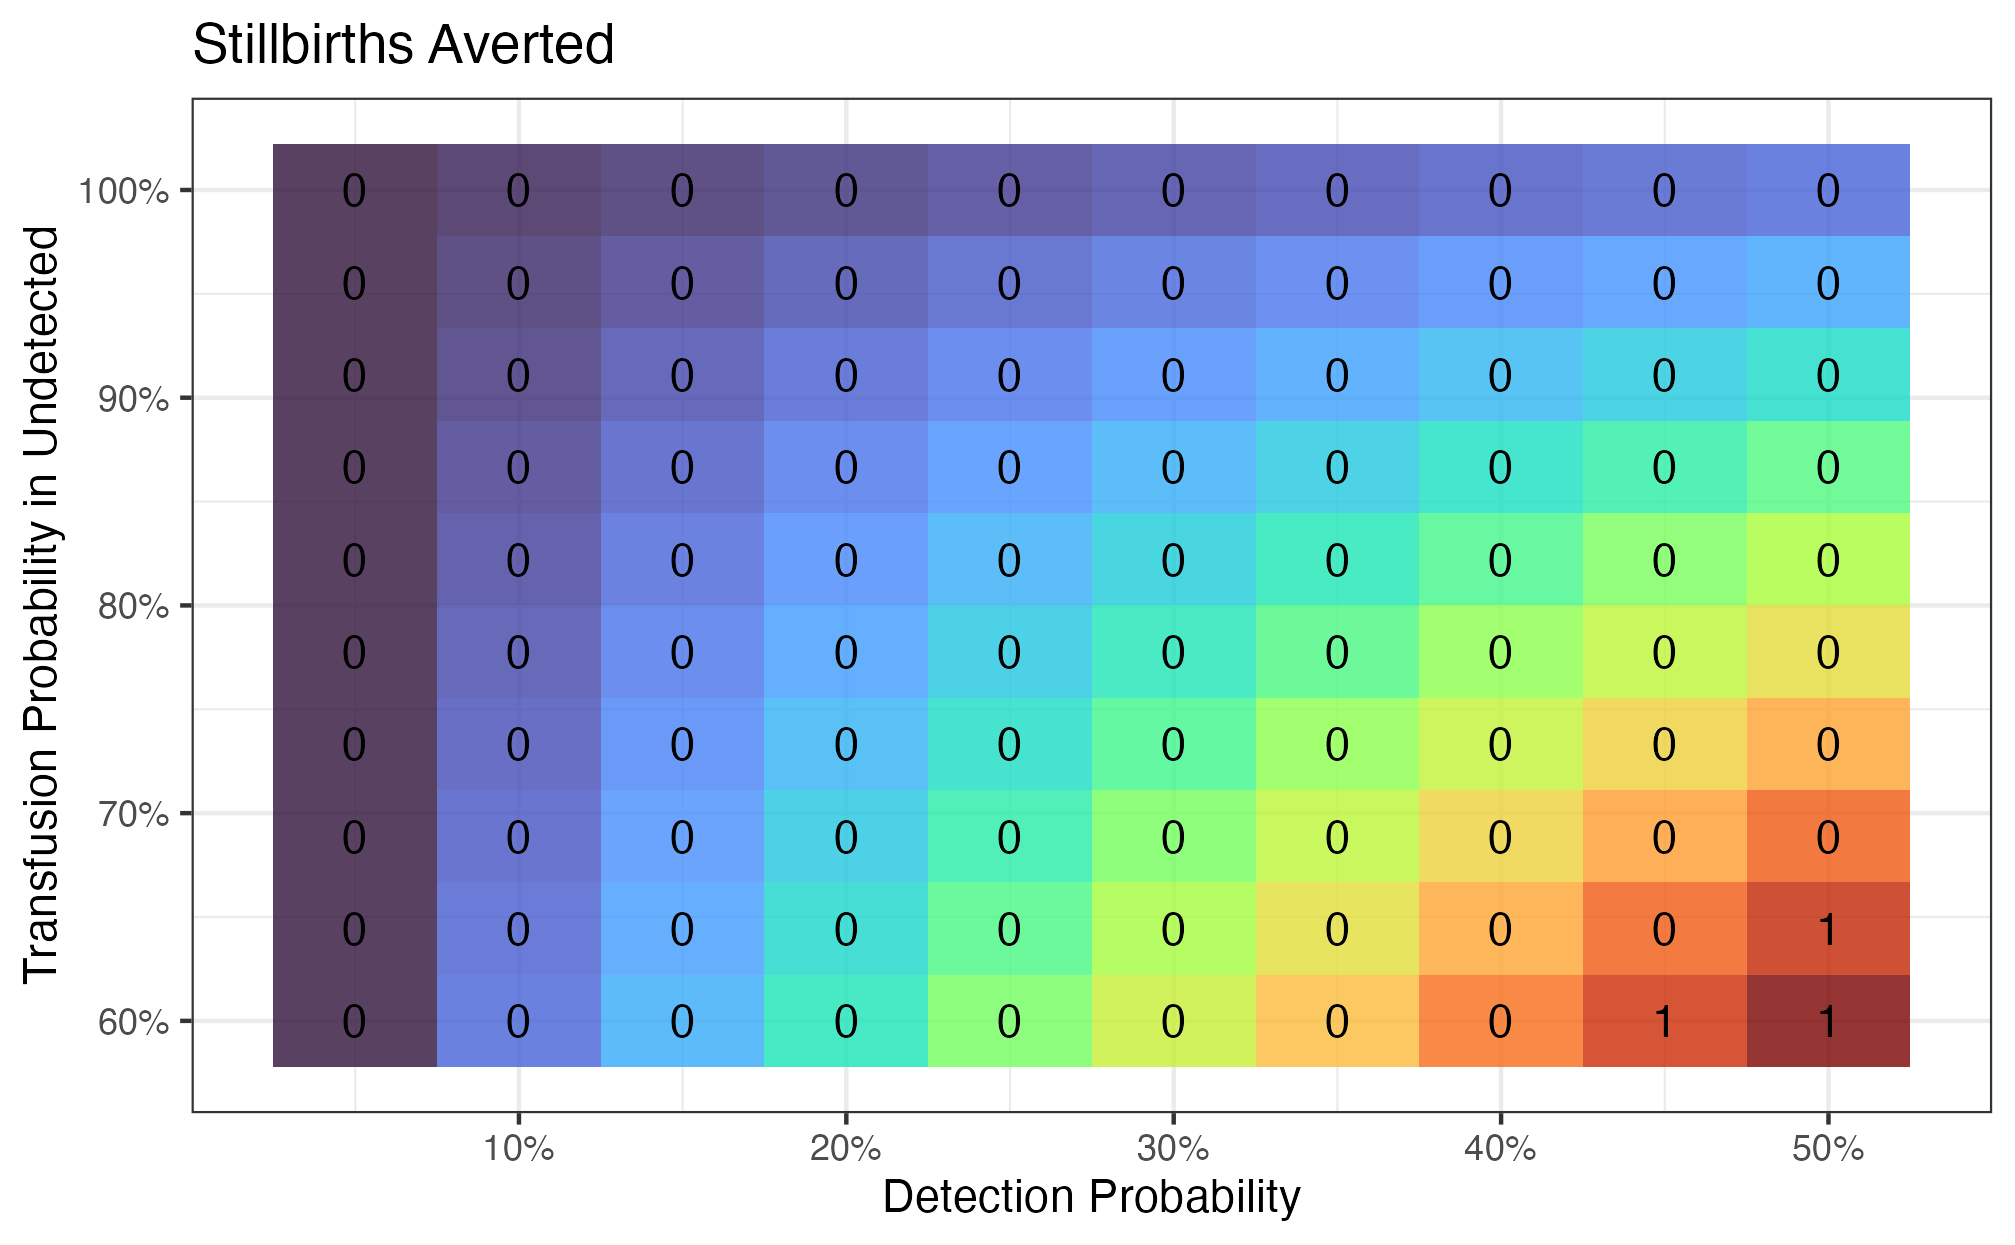 Stillbirths Averted
Transfusion Probability in Undetected
100% 0 0 0 0 0 0 0 0 0 0
0 0 0 0 0 0 0 0 0 0
90% 0 0 0 0 0 0 0 0 0 0
0 0 0 0 0 0 0 0 0 0
0 0 0 0 0 0 0 0 0 0
80%
0 0 0 0 0 0 0 0 0 0
0 0 0 0 0 0 0 0 0 0
70% 0 0 0 0 0 0 0 0 0 0
0 0 0 0 0 0 0 0 0 1
60% 0 0 0 0 0 0 0 0 1 1
10% 20% 30% 40% 50%
Detection Probability